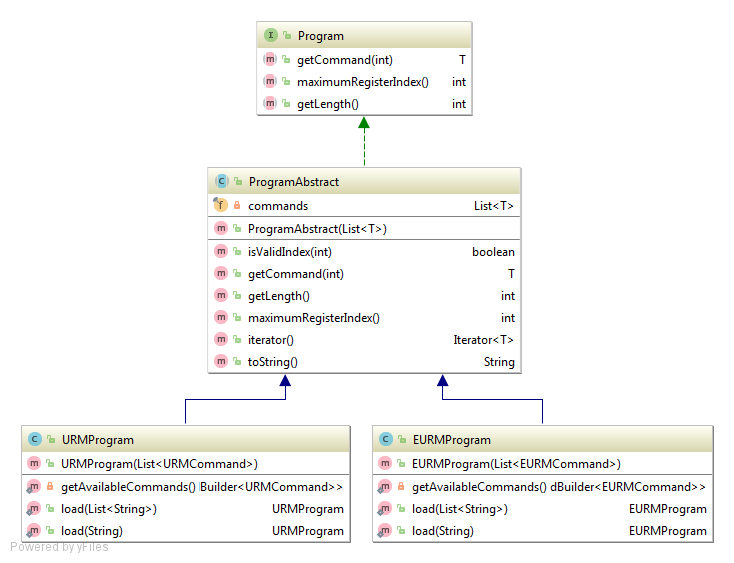 Program
getCommand(int) T
maximumRegisterIndex() int
getLength() int
ProgramAbstract
commands List<T>
ProgramAbstract(List<T>)
isValidIndex(int) boolean
getCommand(int) T
getLength() int
maximumRegisterIndex() int
iterator() Iterator<T>
toString() String
URMProgram
URMProgram(List<URMCommand>)
getAvailableCommands() Builder<URMCommand>>
load(List<String>) URMProgram
load(String) URMProgram
EURMProgram
EURMProgram(List<EURMCommand>)
getAvailableCommands() dBuilder<EURMCommand>>
load(List<String>) EURMProgram
load(String) EURMProgram
Powered by yFiles